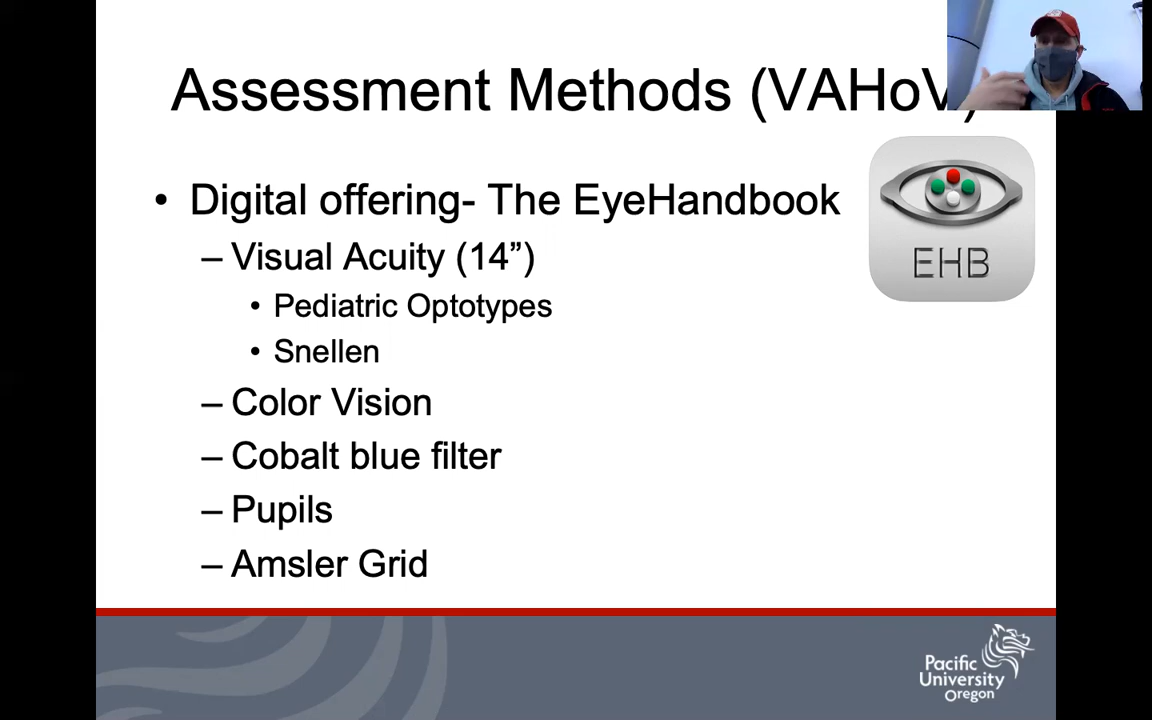 Assessment Methods (VAHoV)
• Digital offering- The EyeHandbook
EHB
– Visual Acuity (14”)
• Pediatric Optotypes
• Snellen
– Color Vision
– Cobalt blue filter
– Pupils
– Amsler Grid
Pacific
University
Oregon